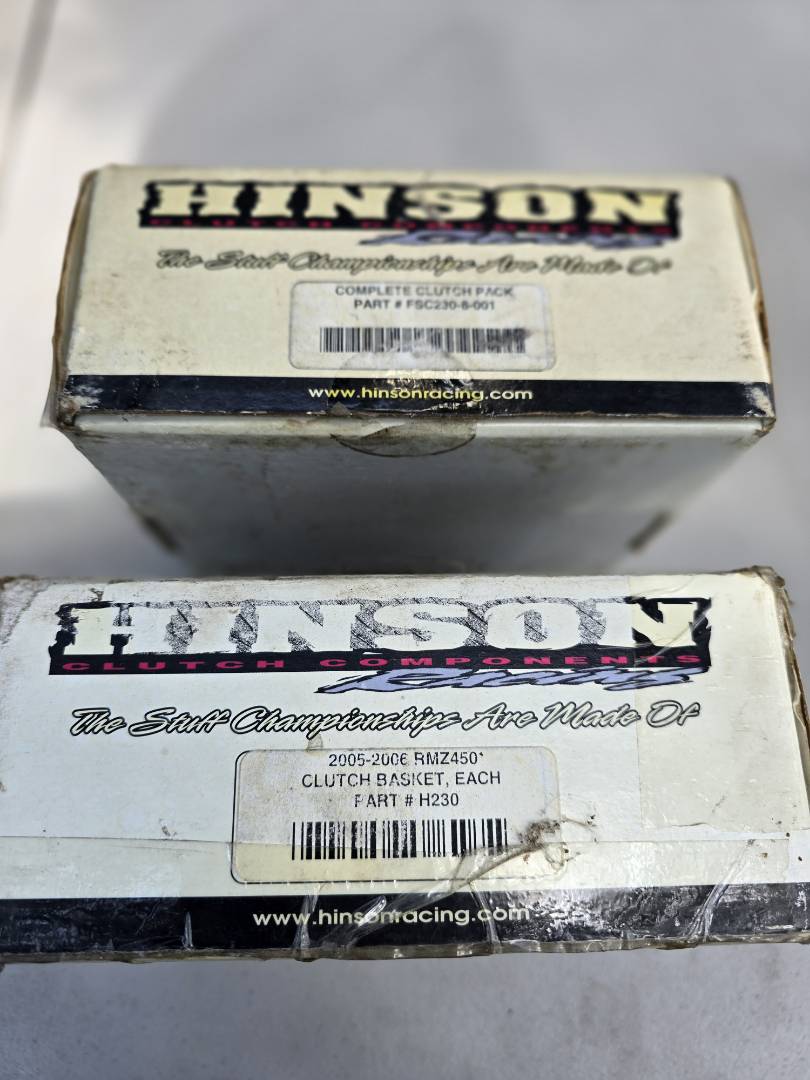 HINSON
CLUTCH COMPONENTS
Racing
The Stuff Championships Are Made Of
COMPLETE CLUTCH PACK
PART # FSC230-8-001
www.hinsonracing.com
HINSON
CLUTCH COMPONENTS
Racing
The Stuff Championships Are Made Of
2005-2006 RMZ450*
CLUTCH BASKET, EACH
PART # H230
www.hinsonracing.com